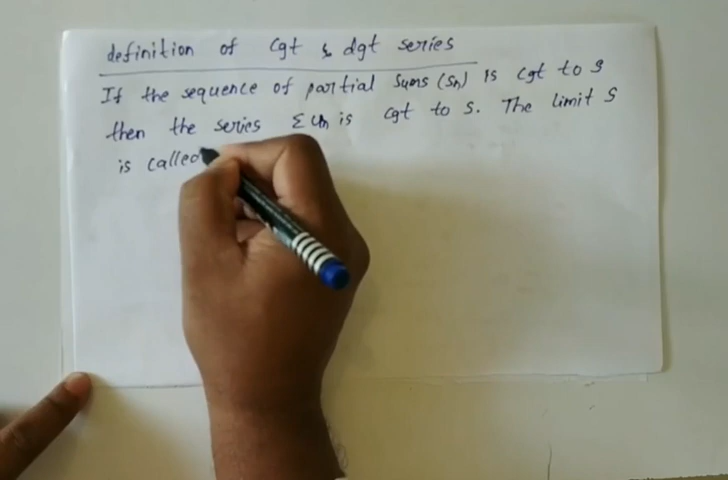 definition of Cgt & dgt series
If the sequence of partial Sums (Sn) is Cgt to S
then the series Σun is Cgt to S. The limit S
is called